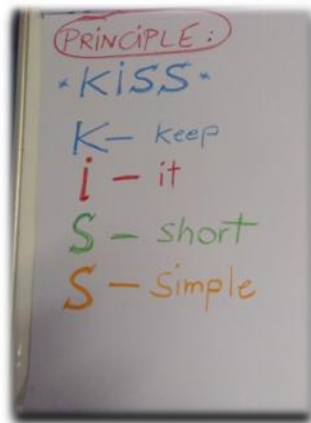 PRINCIPLE:
*KiSS*
K– keep
i – it
S – short
S – Simple